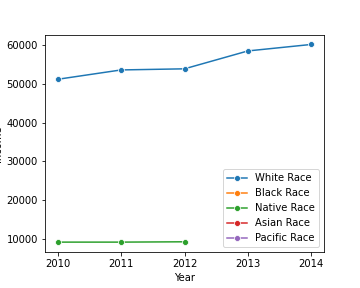 60000
50000
40000
30000
20000
10000
2010 2011 2012 2013 2014
Year
White Race
Black Race
Native Race
Asian Race
Pacific Race